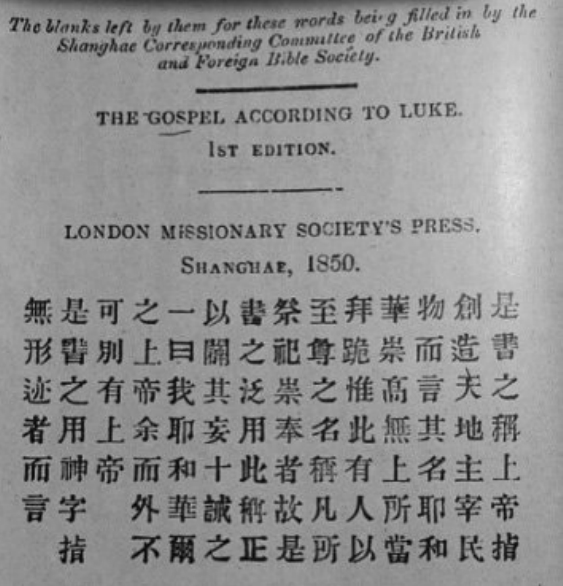 The blanks left by them for these words being filled in by the
Shanghae Corresponding Committee of the British
and Foreign Bible Society.
THE GOSPEL ACCORDING TO LUKE.
1ST EDITION.
LONDON MISSIONARY SOCIETY'S PRESS.
SHANGHAE, 1850.
是書之稱上帝指
創造天地主宰民
物而言其名耶和
華崇髙無上所當
拜跪惟此有人以
至尊之名稱凡所
祭祀崇奉者故是
書之泛用此稱正
以闢其妄十誡之
一曰我耶和華爾
之上帝余而外不
可別有上帝
是書之用神字指
無形迹者而言